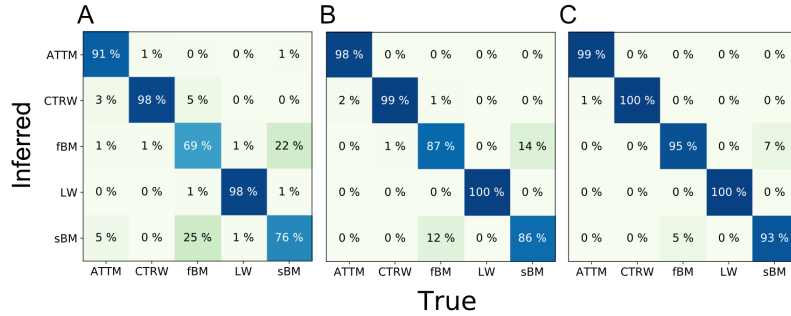 A B C
ATTM 91 % 1 % 0 % 0 % 1 % 98 % 0 % 0 % 0 % 0 % 99 % 0 % 0 % 0 % 0 %
CTRW 3 % 98 % 5 % 0 % 0 % 2 % 99 % 1 % 0 % 0 % 1 % 100 % 0 % 0 % 0 %
fBM 1 % 1 % 69 % 1 % 22 % 0 % 1 % 87 % 0 % 14 % 0 % 0 % 95 % 0 % 7 %
LW 0 % 0 % 1 % 98 % 1 % 0 % 0 % 0 % 100 % 0 % 0 % 0 % 0 % 100 % 0 %
sBM 5 % 0 % 25 % 1 % 76 % 0 % 0 % 12 % 0 % 86 % 0 % 0 % 5 % 0 % 93 %
ATTM CTRW fBM LW sBM ATTM CTRW fBM LW sBM ATTM CTRW fBM LW sBM
Inferred
True